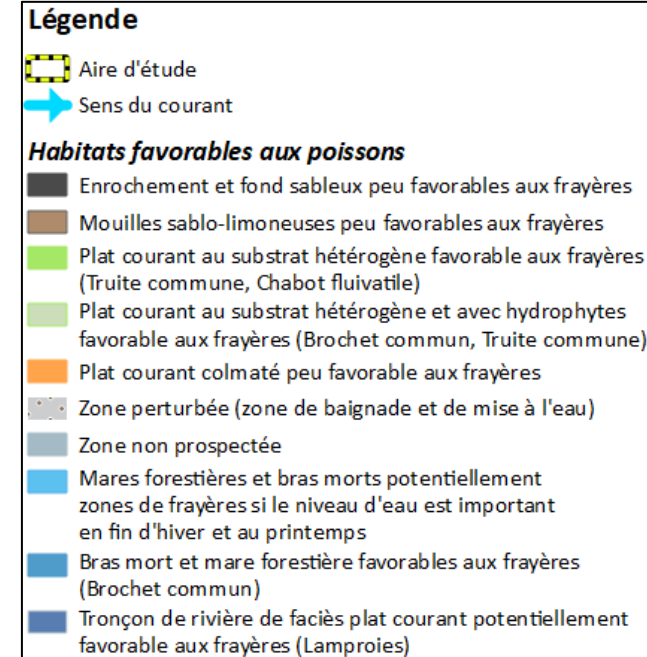 Légende
Aire d'étude
Sens du courant
Habitats favorables aux poissons
Enrochement et fond sableux peu favorables aux frayères
Mouilles sablo-limoneuses peu favorables aux frayères
Plat courant au substrat hétérogène favorable aux frayères
(Truite commune, Chabot fluivatile)
Plat courant au substrat hétérogène et avec hydrophytes
favorable aux frayères (Brochet commun, Truite commune)
Plat courant colmaté peu favorable aux frayères
Zone perturbée (zone de baignade et de mise à l'eau)
Zone non prospectée
Mares forestières et bras morts potentiellement
zones de frayères si le niveau d'eau est important
en fin d'hiver et au printemps
Bras mort et mare forestière favorables aux frayères
(Brochet commun)
Tronçon de rivière de faciès plat courant potentiellement
favorable aux frayères (Lamproies)